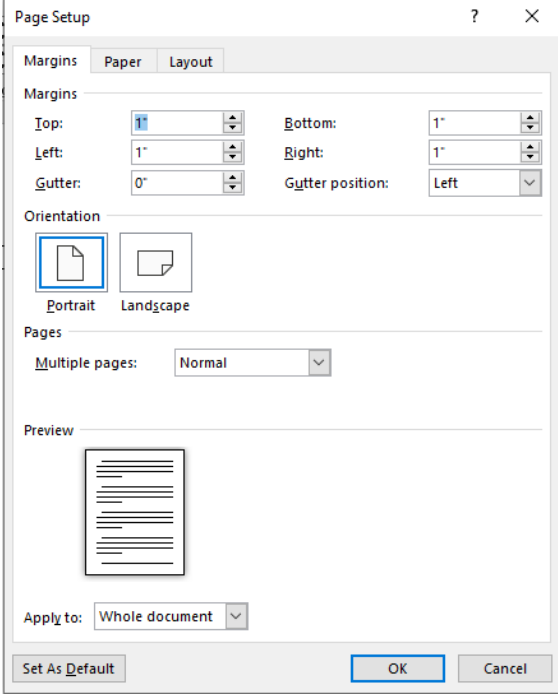 Page Setup ?
Margins Paper Layout
Margins
Top: 1" Bottom: 1"
Left: 1" Right: 1"
Gutter: 0" Gutter position: Left
Orientation
Portrait Landscape
Pages
Multiple pages: Normal
Preview
Apply to: Whole document
Set As Default OK Cancel